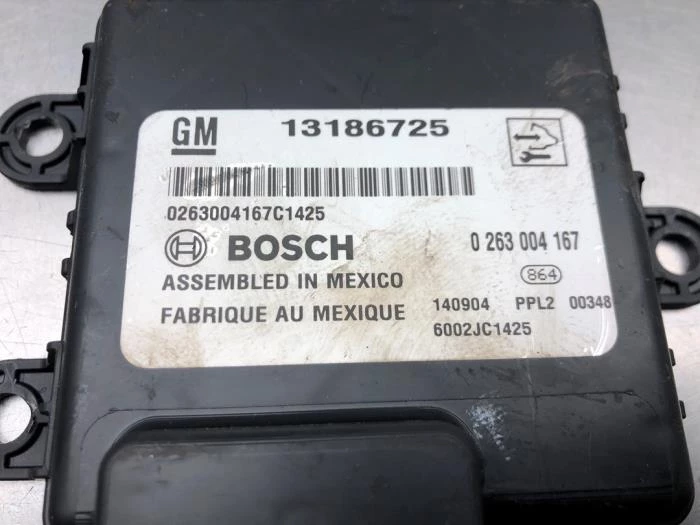 GM 13186725
0263004167C1425
BOSCH 0 263 004 167
ASSEMBLED IN MEXICO 864
FABRIQUE AU MEXIQUE 140904 PPL2 00348
6002JC1425